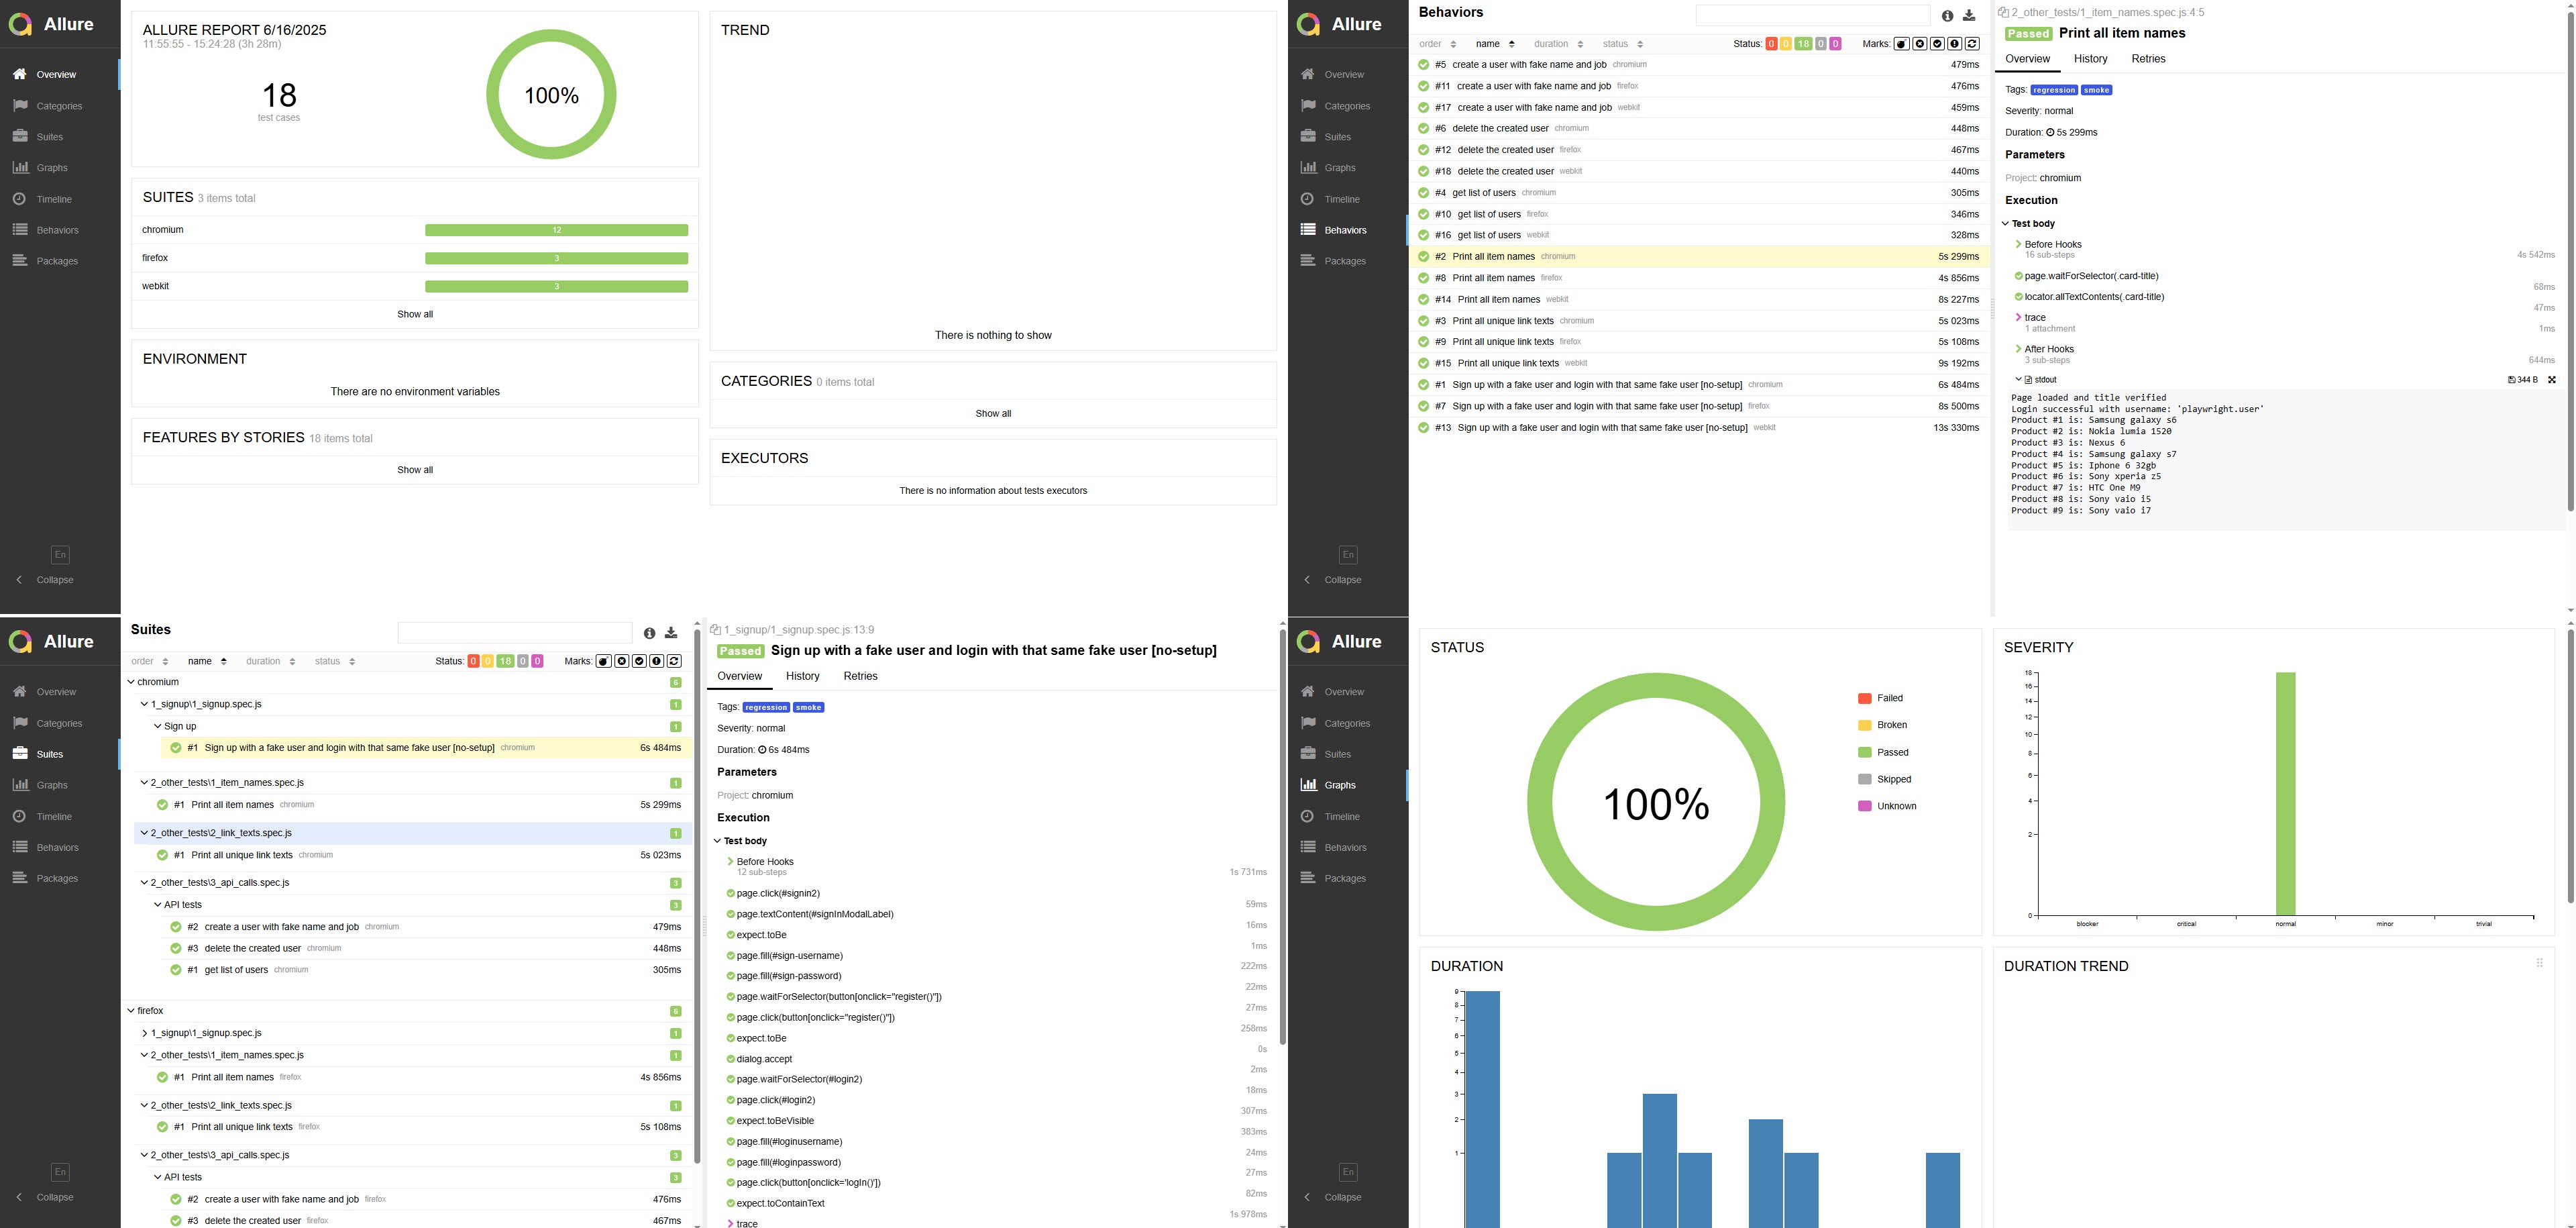 Allure
Overview
Categories
Suites
Graphs
Timeline
Behaviors
Packages
En
Collapse
ALLURE REPORT 6/16/2025
11:55:55 - 15:24:28 (3h 28m)
18
test cases
100%
SUITES 3 items total
chromium 12
firefox 3
webkit 3
Show all
ENVIRONMENT
There are no environment variables
FEATURES BY STORIES 18 items total
Show all
TREND
There is nothing to show
CATEGORIES 0 items total
Show all
EXECUTORS
There is no information about tests executors
Allure
Overview
Categories
Suites
Graphs
Timeline
Behaviors
Packages
En
Collapse
Behaviors
order name duration status Status: 0 0 18 0 0 Marks:
#5 create a user with fake name and job chromium 479ms
#11 create a user with fake name and job firefox 476ms
#17 create a user with fake name and job webkit 459ms
#6 delete the created user chromium 448ms
#12 delete the created user firefox 467ms
#18 delete the created user webkit 440ms
#4 get list of users chromium 305ms
#10 get list of users firefox 346ms
#16 get list of users webkit 328ms
#2 Print all item names chromium 5s 299ms
#8 Print all item names firefox 4s 856ms
#14 Print all item names webkit 8s 227ms
#3 Print all unique link texts chromium 5s 023ms
#9 Print all unique link texts firefox 5s 108ms
#15 Print all unique link texts webkit 9s 192ms
#1 Sign up with a fake user and login with that same fake user [no-setup] chromium 6s 484ms
#7 Sign up with a fake user and login with that same fake user [no-setup] firefox 8s 500ms
#13 Sign up with a fake user and login with that same fake user [no-setup] webkit 13s 330ms
2_other_tests/1_item_names.spec.js:4:5
Passed Print all item names
Overview History Retries
Tags: regression smoke
Severity: normal
Duration: 5s 299ms
Parameters
Project: chromium
Execution
Test body
Before Hooks
16 sub-steps 4s 542ms
page.waitForSelector(.card-title)
68ms
locator.allTextContents(.card-title)
47ms
trace
1 attachment 1ms
After Hooks
3 sub-steps 644ms
stdout 344 B
Page loaded and title verified
Login successful with username: 'playwright.user'
Product #1 is: Samsung galaxy s6
Product #2 is: Nokia lumia 1520
Product #3 is: Nexus 6
Product #4 is: Samsung galaxy s7
Product #5 is: Iphone 6 32gb
Product #6 is: Sony xperia z5
Product #7 is: HTC One M9
Product #8 is: Sony vaio i5
Product #9 is: Sony vaio i7
Allure
Overview
Categories
Suites
Graphs
Timeline
Behaviors
Packages
En
Collapse
Suites
order name duration status Status: 0 0 18 0 0 Marks:
chromium 6
1_signup\1_signup.spec.js 1
Sign up 1
#1 Sign up with a fake user and login with that same fake user [no-setup] chromium 6s 484ms
2_other_tests\1_item_names.spec.js 1
#1 Print all item names chromium 5s 299ms
2_other_tests\2_link_texts.spec.js 1
#1 Print all unique link texts chromium 5s 023ms
2_other_tests\3_api_calls.spec.js 3
API tests 3
#2 create a user with fake name and job chromium 479ms
#3 delete the created user chromium 448ms
#1 get list of users chromium 305ms
firefox 6
1_signup\1_signup.spec.js 1
2_other_tests\1_item_names.spec.js 1
#1 Print all item names firefox 4s 856ms
2_other_tests\2_link_texts.spec.js 1
#1 Print all unique link texts firefox 5s 108ms
2_other_tests\3_api_calls.spec.js 3
API tests 3
#2 create a user with fake name and job firefox 476ms
#3 delete the created user firefox 467ms
1_signup/1_signup.spec.js:13:9
Passed Sign up with a fake user and login with that same fake user [no-setup]
Overview History Retries
Tags: regression smoke
Severity: normal
Duration: 6s 484ms
Parameters
Project: chromium
Execution
Test body
Before Hooks
12 sub-steps 1s 731ms
page.click(#signin2)
59ms
page.textContent(#signInModalLabel)
16ms
expect.toBe
1ms
page.fill(#sign-username)
222ms
page.fill(#sign-password)
22ms
page.waitForSelector(button[onclick="register()"])
27ms
page.click(button[onclick="register()"])
258ms
expect.toBe
0s
dialog.accept
2ms
page.waitForSelector(#login2)
18ms
page.click(#login2)
307ms
expect.toBeVisible
383ms
page.fill(#loginusername)
24ms
page.fill(#loginpassword)
27ms
page.click(button[onclick='logIn()'])
82ms
expect.toContainText
1s 978ms
trace
Allure
Overview
Categories
Suites
Graphs
Timeline
Behaviors
Packages
En
Collapse
STATUS
100%
Failed
Broken
Passed
Skipped
Unknown
SEVERITY
18
16
14
12
10
8
6
4
2
0
blocker critical normal minor trivial
DURATION
9
8
7
6
5
4
3
2
1
DURATION TREND